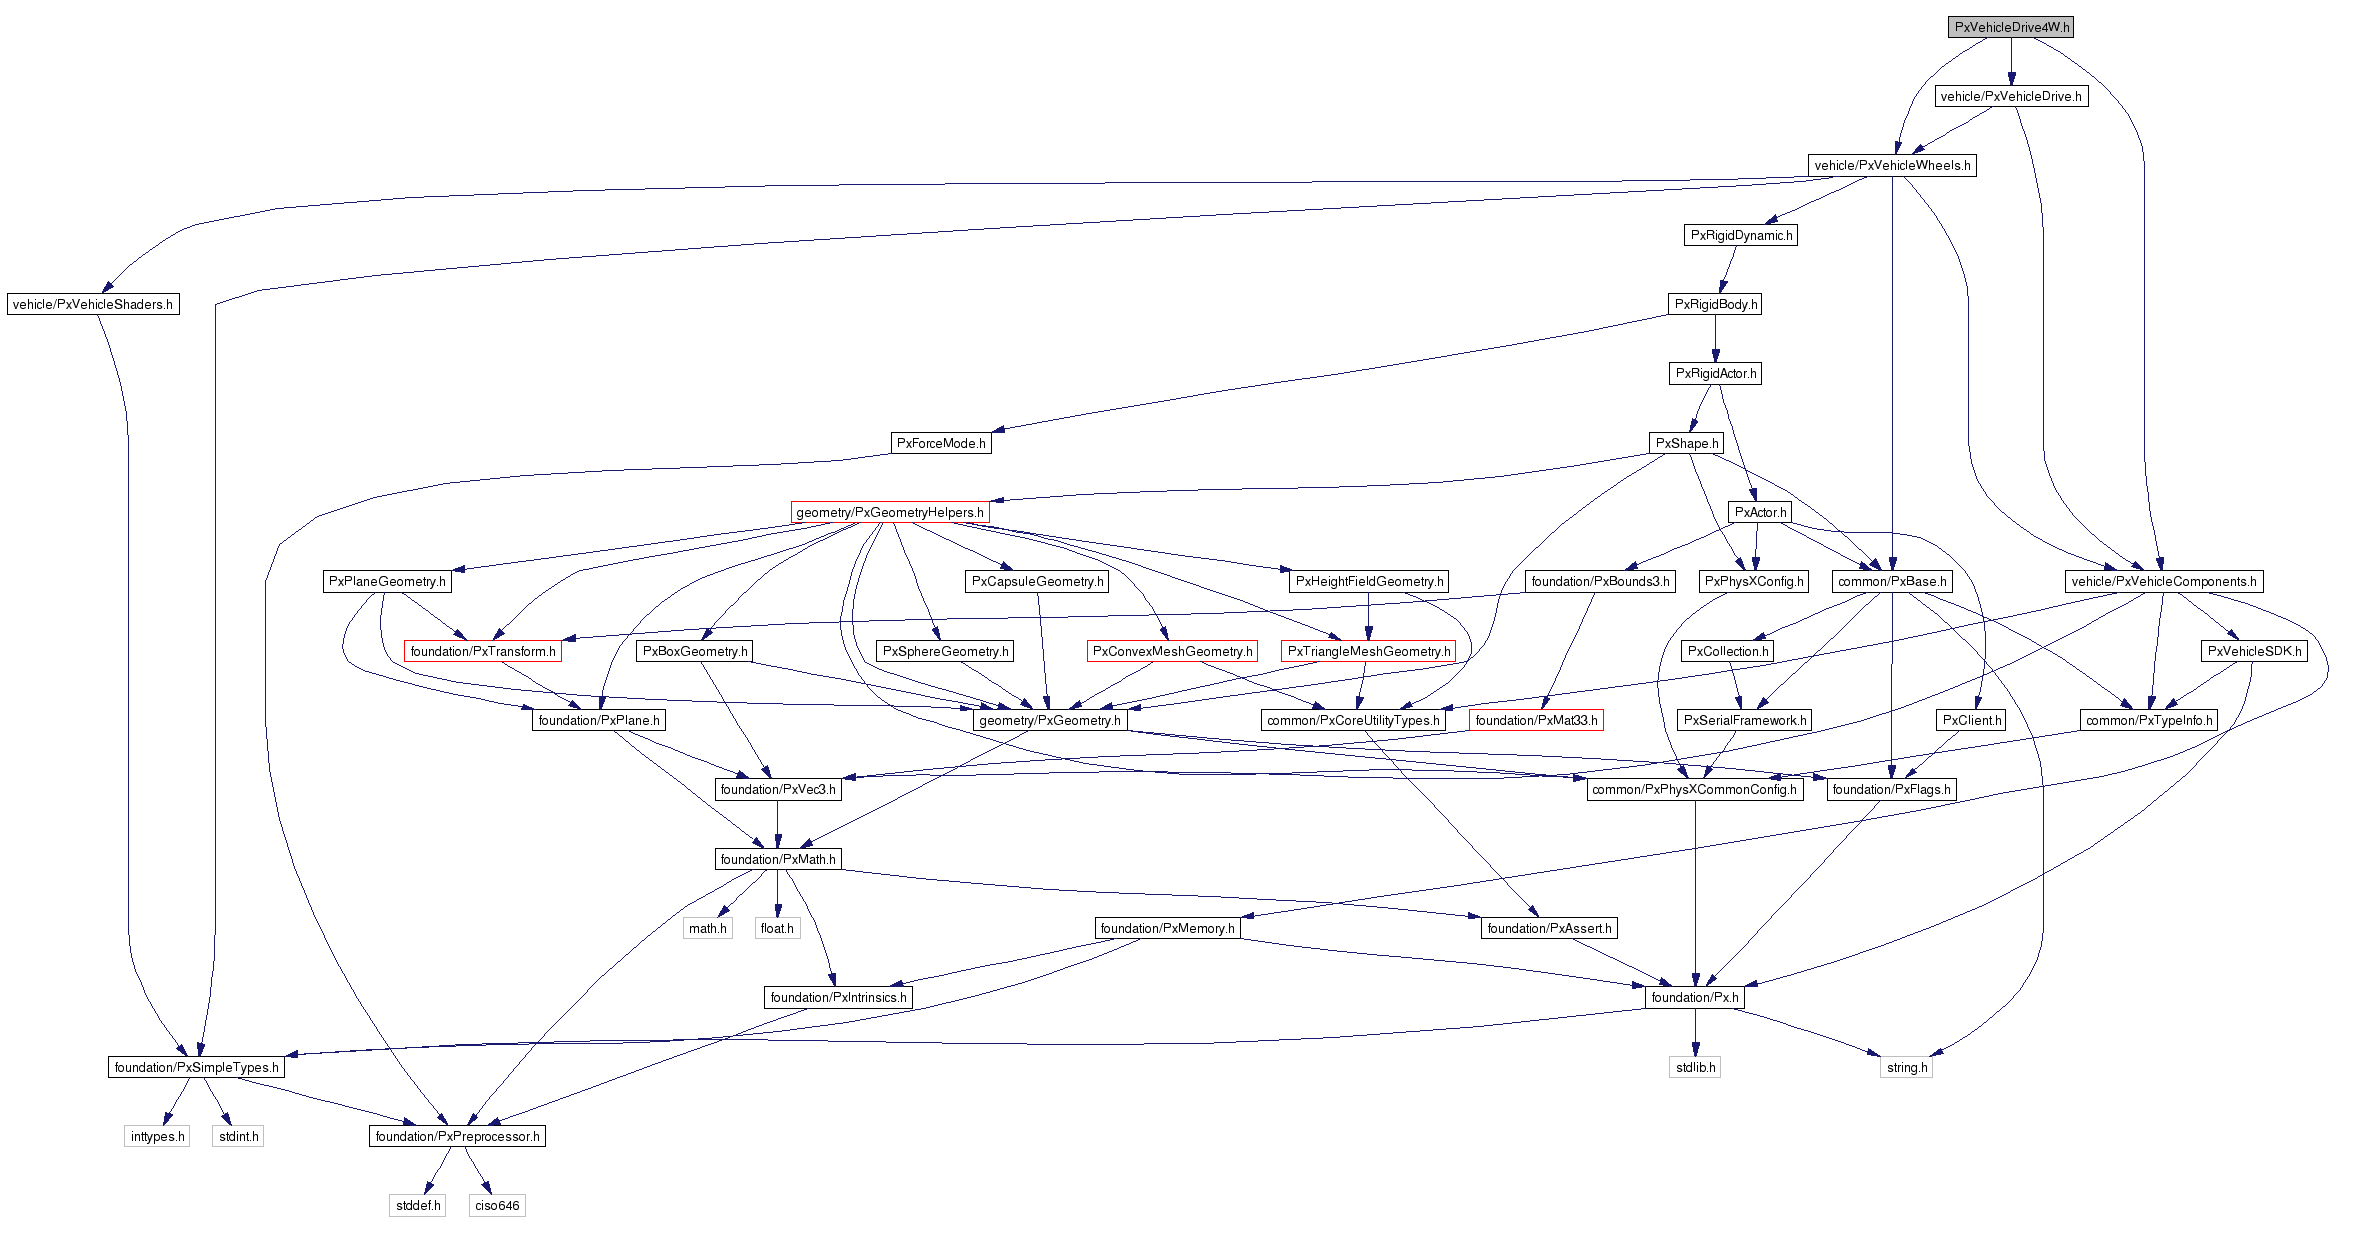 PxVehicleDrive4W.h
vehicle/PxVehicleDrive.h
vehicle/PxVehicleWheels.h
PxRigidDynamic.h
vehicle/PxVehicleShaders.h
PxRigidBody.h
PxRigidActor.h
PxForceMode.h
PxShape.h
geometry/PxGeometryHelpers.h
PxActor.h
PxPlaneGeometry.h
PxCapsuleGeometry.h
PxHeightFieldGeometry.h
foundation/PxBounds3.h
PxPhysXConfig.h
common/PxBase.h
vehicle/PxVehicleComponents.h
foundation/PxTransform.h
PxBoxGeometry.h
PxSphereGeometry.h
PxConvexMeshGeometry.h
PxTriangleMeshGeometry.h
PxCollection.h
PxVehicleSDK.h
foundation/PxPlane.h
geometry/PxGeometry.h
common/PxCoreUtilityTypes.h
foundation/PxMat33.h
PxSerialFramework.h
PxClient.h
common/PxTypeInfo.h
foundation/PxVec3.h
common/PxPhysXCommonConfig.h
foundation/PxFlags.h
foundation/PxMath.h
math.h
float.h
foundation/PxMemory.h
foundation/PxAssert.h
foundation/PxIntrinsics.h
foundation/Px.h
foundation/PxSimpleTypes.h
stdlib.h
string.h
inttypes.h
stdint.h
foundation/PxPreprocessor.h
stddef.h
ciso646